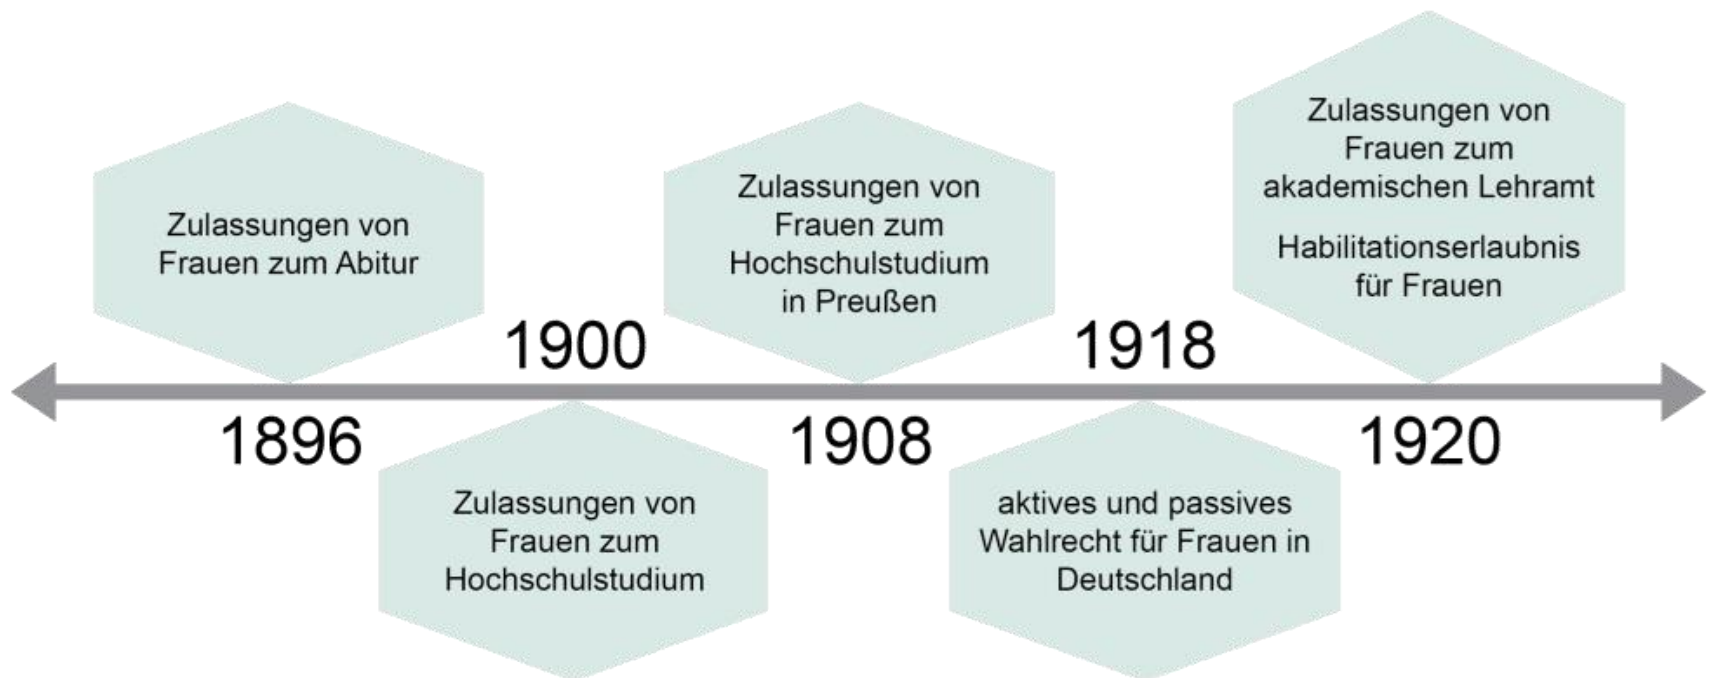 Zulassungen von
Frauen zum Abitur
1896
1900
Zulassungen von
Frauen zum
Hochschulstudium
Zulassungen von
Frauen zum
Hochschulstudium
in Preußen
1908
1918
aktives und passives
Wahlrecht für Frauen in
Deutschland
Zulassungen von
Frauen zum
akademischen Lehramt
Habilitationserlaubnis
für Frauen
1920